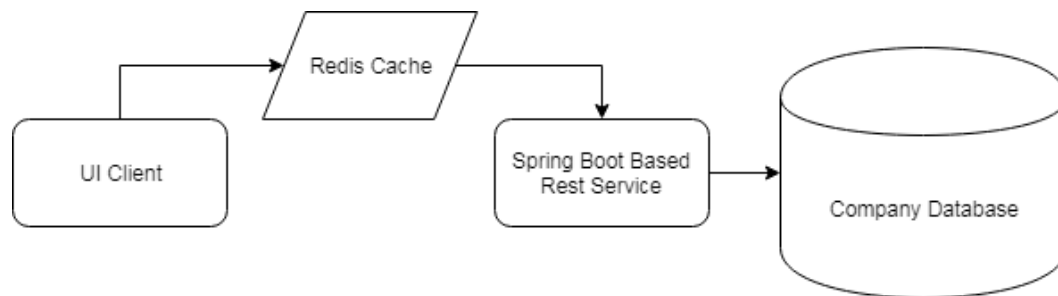 Redis Cache
UI Client
Spring Boot Based
Rest Service
Company Database